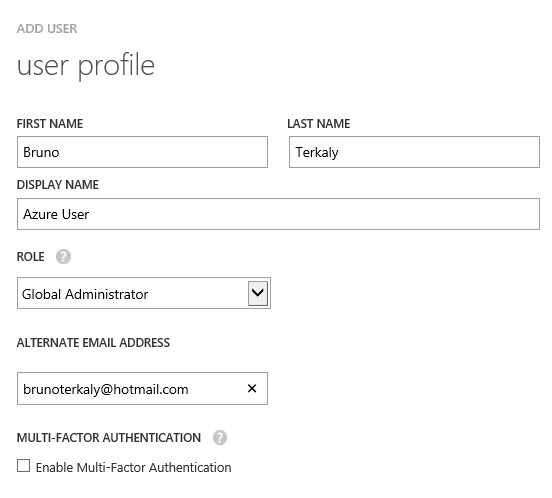 ADD USER
user profile
FIRST NAME LAST NAME
Bruno Terkaly
DISPLAY NAME
Azure User
ROLE ?
Global Administrator
ALTERNATE EMAIL ADDRESS
brunoterkaly@hotmail.com ×
MULTI-FACTOR AUTHENTICATION ?
Enable Multi-Factor Authentication